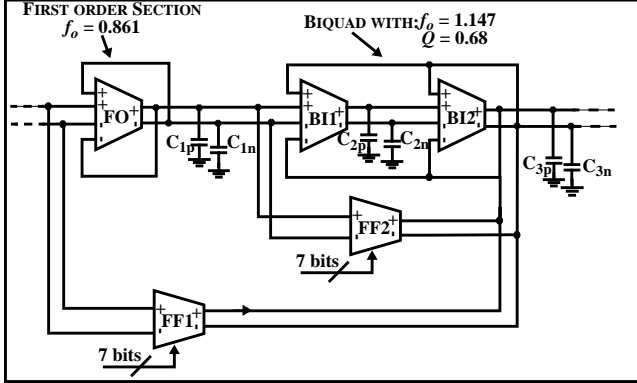 FIRST ORDER SECTION
fo = 0.861
BIQUAD WITH: fo = 1.147
Q = 0.68
+
+
-
-
FO
+
-
C1p
C1n
+
+
-
-
BI1
+
-
C2p
C2n
+
+
-
-
BI2
+
-
C3p
C3n
+
-
FF2
+
-
7 bits
+
-
FF1
+
-
7 bits